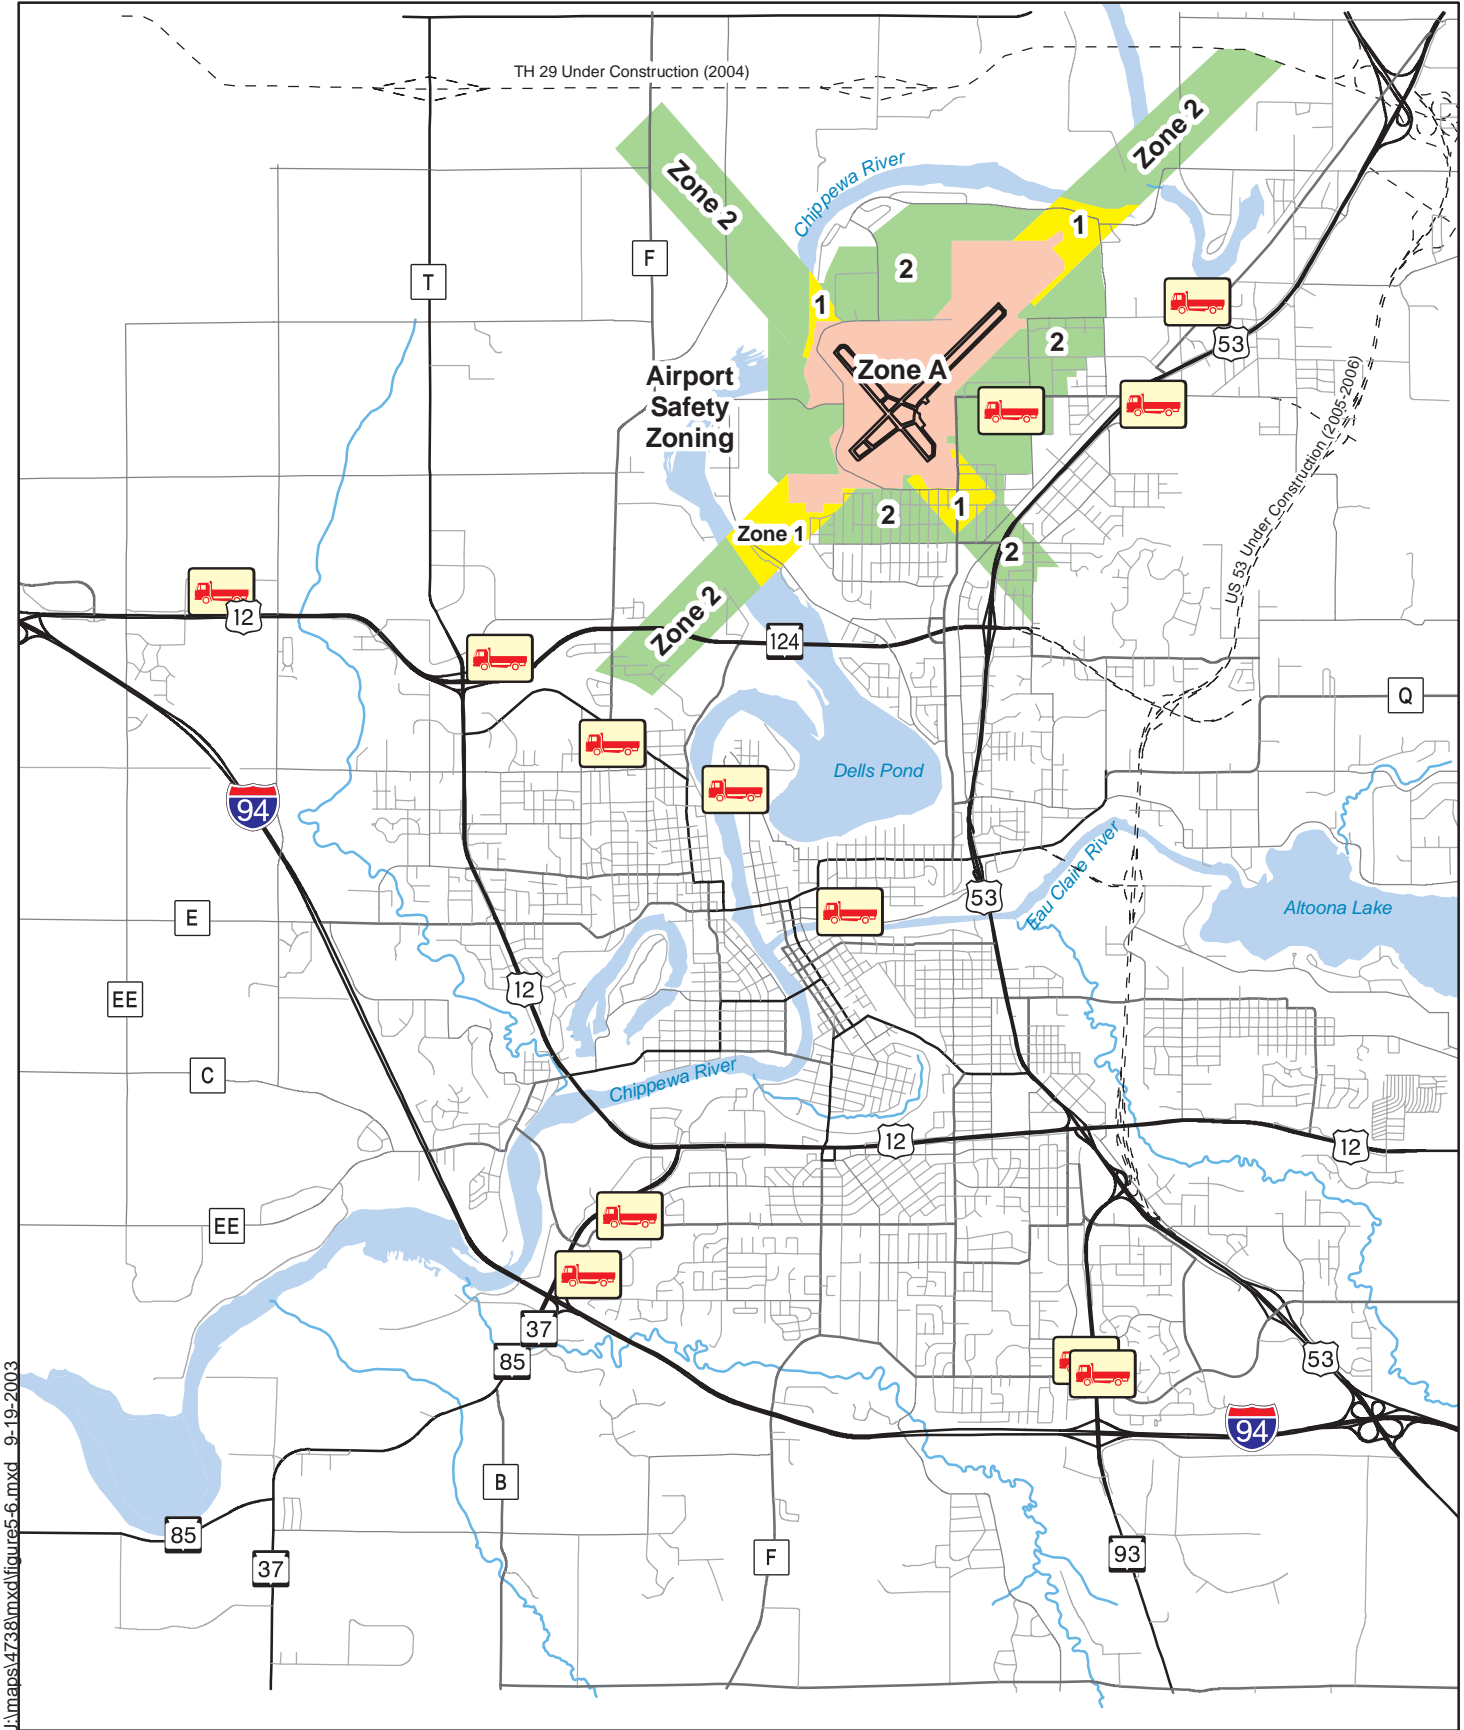 TH 29 Under Construction (2004)
Zone 2
Zone 2
Chippewa River
1
F
2
T
1
53
2
Zone A
Airport
Safety
Zoning
US 53 Under Construction (2005-2006)
1
2
Zone 1
2
12
Zone 2
124
Q
Dells Pond
94
Eau Claire River
53
Altoona Lake
E
12
EE
C
Chippewa River
12
12
EE
37
85
53
94
B
85
F
93
37
J:\maps\4738\mxd\figure5-6.mxd 9-19-2003